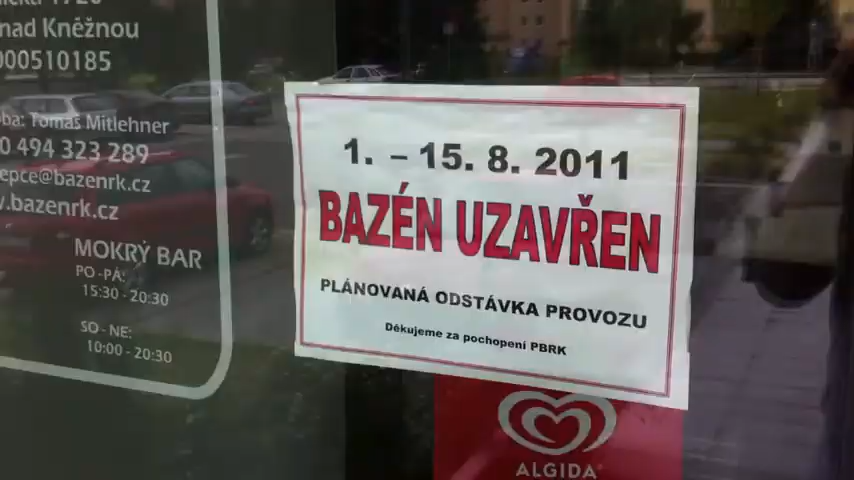 nad Kněžnou
000510185
ba: Tomáš Mitlehner
0 494 323 289
epce@bazenrk.cz
.bazenrk.cz
MOKRÝ BAR
PO -PÁ:
15:30 - 20:30
SO - NE:
10:00 - 20:30
1. – 15. 8. 2011
BAZÉN UZAVŘEN
PLÁNOVANÁ ODSTÁVKA PROVOZU
Děkujeme za pochopení PBRK
ALGIDA